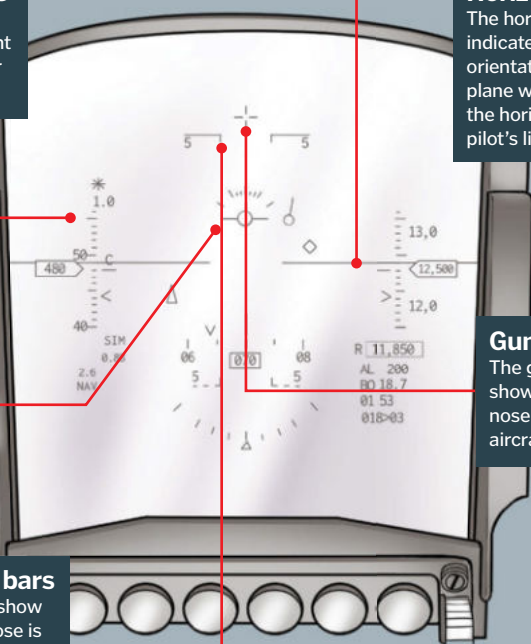 The hor
indicate
orientat
plane w
the hori
pilot's li
5
5
1.0
50
C
480
40
SIM
2.6
NAV
13,0
12,500
12,0
06
070
08
5
5
R 11,850
AL 200
BO 18.7
01 53
018>03
Gun
The g
show
nose
aircra
bars
show
ose is